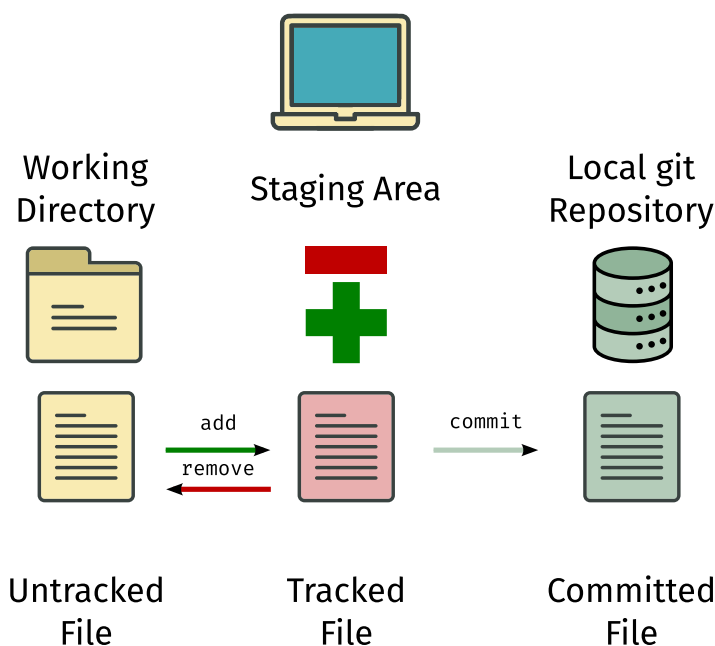 Working
Directory
Staging Area
Local git
Repository
add
remove
commit
Untracked
File
Tracked
File
Committed
File